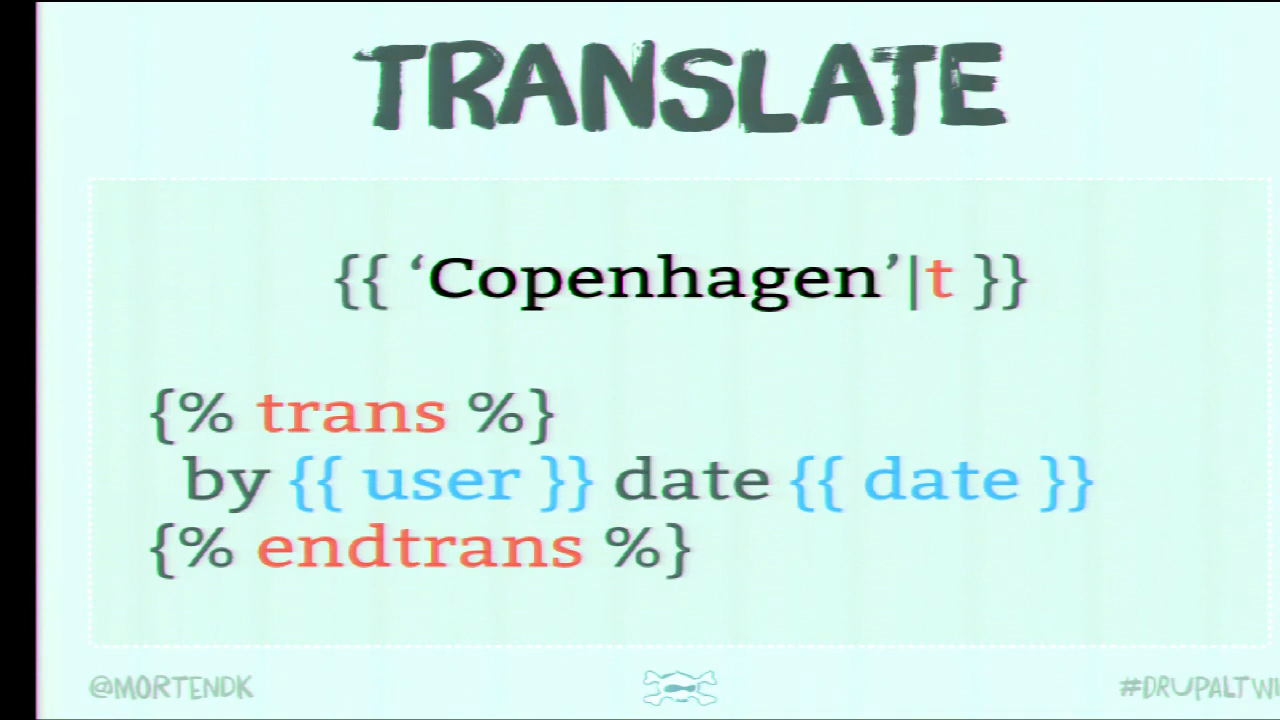 TRANSLATE
{{ ‘Copenhagen’|t }}
{% trans %}
by {{ user }} date {{ date }}
{% endtrans %}
@MORTENDK